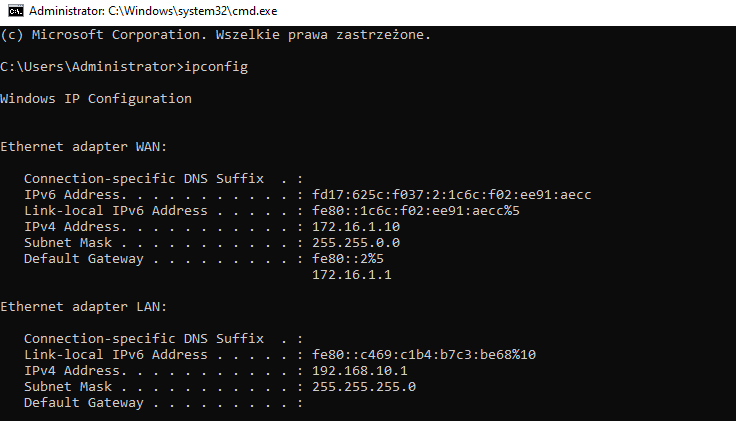 Administrator: C:\Windows\system32\cmd.exe
(c) Microsoft Corporation. Wszelkie prawa zastrzeżone.
C:\Users\Administrator>ipconfig
Windows IP Configuration
Ethernet adapter WAN:
Connection-specific DNS Suffix  . :
IPv6 Address. . . . . . . . . . . : fd17:625c:f037:2:1c6c:f02:ee91:aecc
Link-local IPv6 Address . . . . . : fe80::1c6c:f02:ee91:aecc%5
IPv4 Address. . . . . . . . . . . : 172.16.1.10
Subnet Mask . . . . . . . . . . . : 255.255.0.0
Default Gateway . . . . . . . . . : fe80::2%5
172.16.1.1
Ethernet adapter LAN:
Connection-specific DNS Suffix  . :
Link-local IPv6 Address . . . . . : fe80::c469:c1b4:b7c3:be68%10
IPv4 Address. . . . . . . . . . . : 192.168.10.1
Subnet Mask . . . . . . . . . . . : 255.255.255.0
Default Gateway . . . . . . . . . :